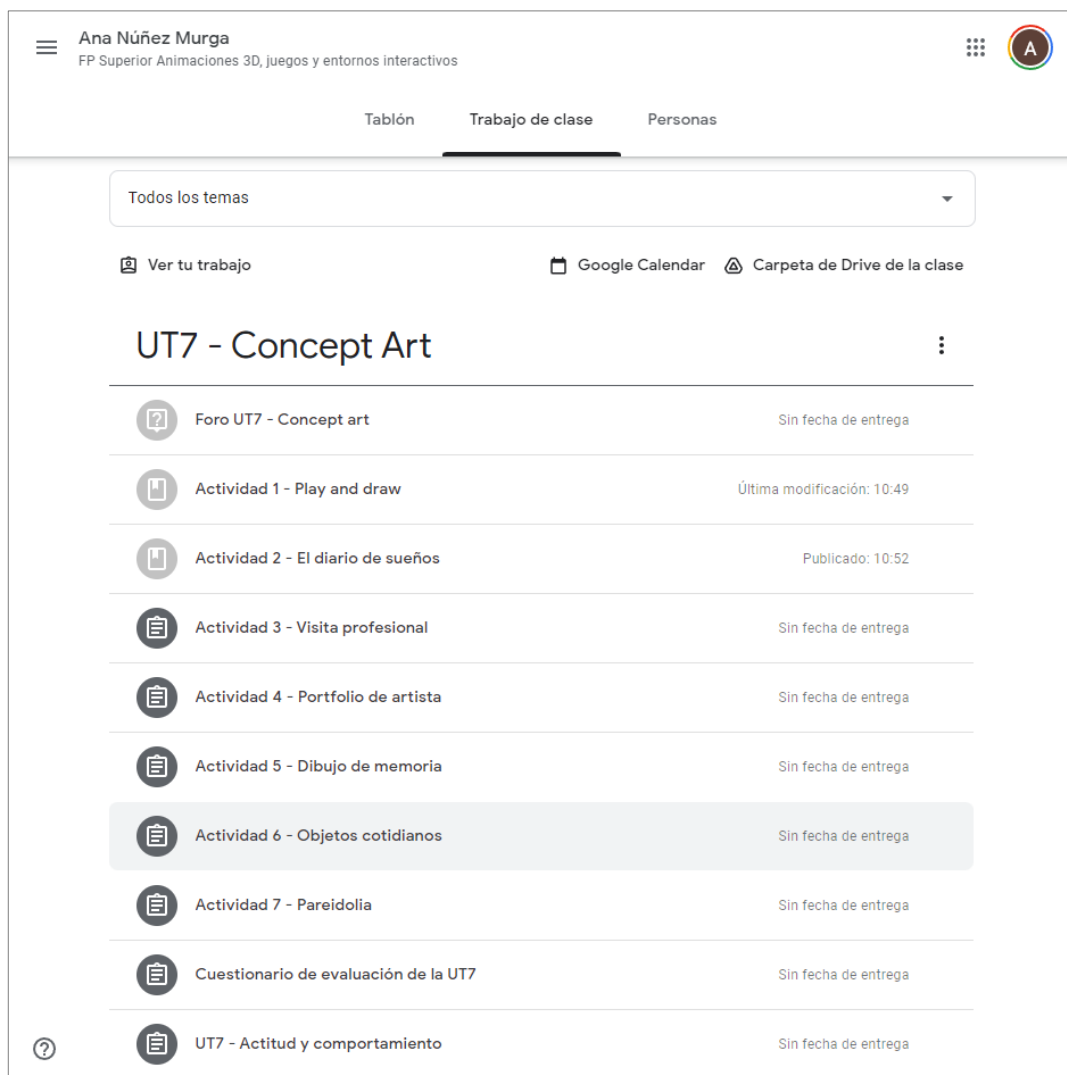 Ana Núñez Murga
FP Superior Animaciones 3D, juegos y entornos interactivos
A
Tablón
Trabajo de clase
Personas
Todos los temas
Ver tu trabajo
Google Calendar
Carpeta de Drive de la clase
UT7 - Concept Art
Foro UT7 - Concept art Sin fecha de entrega
Actividad 1 - Play and draw Última modificación: 10:49
Actividad 2 - El diario de sueños Publicado: 10:52
Actividad 3 - Visita profesional Sin fecha de entrega
Actividad 4 - Portfolio de artista Sin fecha de entrega
Actividad 5 - Dibujo de memoria Sin fecha de entrega
Actividad 6 - Objetos cotidianos Sin fecha de entrega
Actividad 7 - Pareidolia Sin fecha de entrega
Cuestionario de evaluación de la UT7 Sin fecha de entrega
UT7 - Actitud y comportamiento Sin fecha de entrega